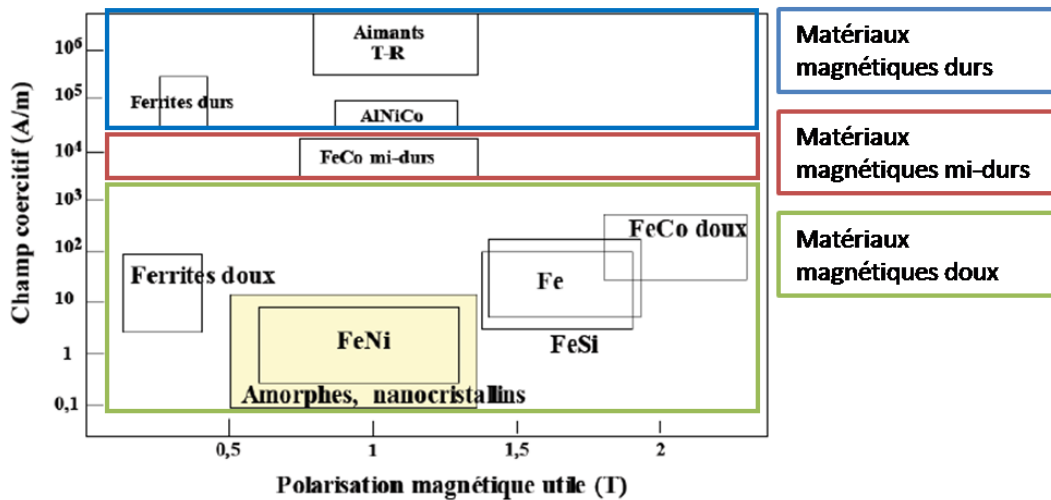 Champ coercitif (A/m)
10⁶
10⁵
10⁴
10³
10²
10
1
0,1
Aimants
T-R
Ferrites durs
AlNiCo
FeCo mi-durs
FeCo doux
Ferrites doux
Fe
FeNi
FeSi
Amorphes, nanocristallins
0,5
1
1,5
2
Polarisation magnétique utile (T)
Matériaux
magnétiques durs
Matériaux
magnétiques mi-durs
Matériaux
magnétiques doux